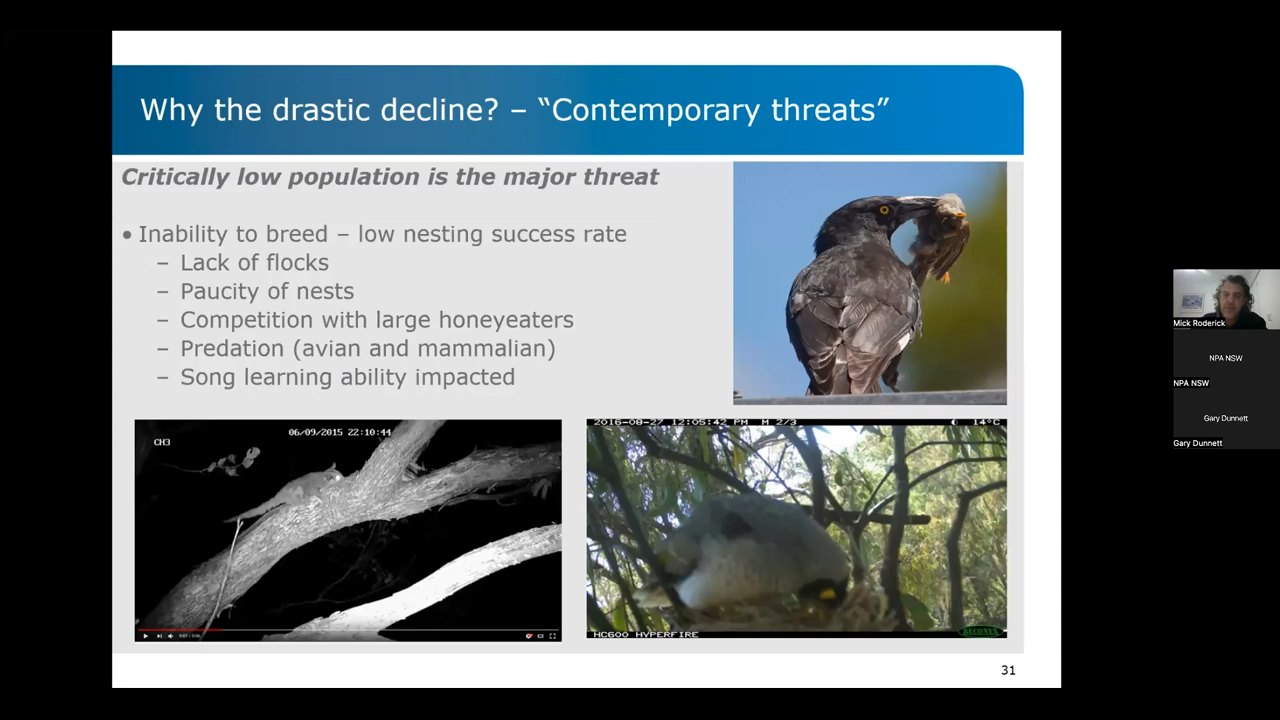 Why the drastic decline? – “Contemporary threats”
Critically low population is the major threat
• Inability to breed – low nesting success rate
– Lack of flocks
– Paucity of nests
– Competition with large honeyeaters
– Predation (avian and mammalian)
– Song learning ability impacted
06/09/2015 22:10:44
CH3
2016-08-27 12:05:42 PM M 2/3 14°C
HC600 HYPERFIRE
RECONYX
31
Mick Roderick
NPA NSW
NPA NSW
Gary Dunnett
Gary Dunnett